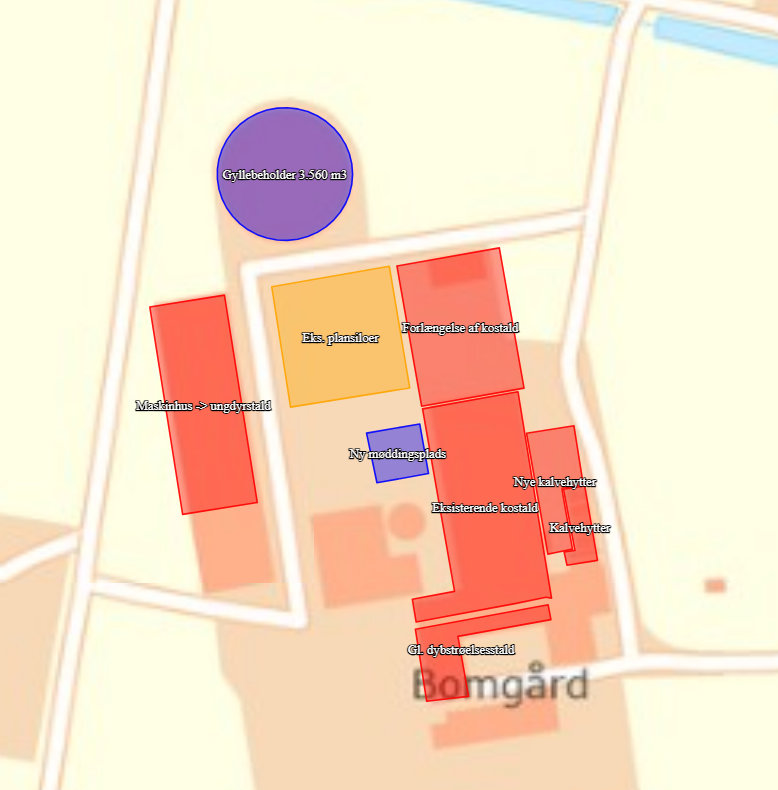 Gyllebeholder 3.560 m3
Forlængelse af kostald
Eks. plansiloer
Maskinhus -> ungdyrstald
Ny møddingsplads
Nye kalvehytter
Eksisterende kostald
Kalvehytter
Gl. dybstrøelsesstald
Bomgård